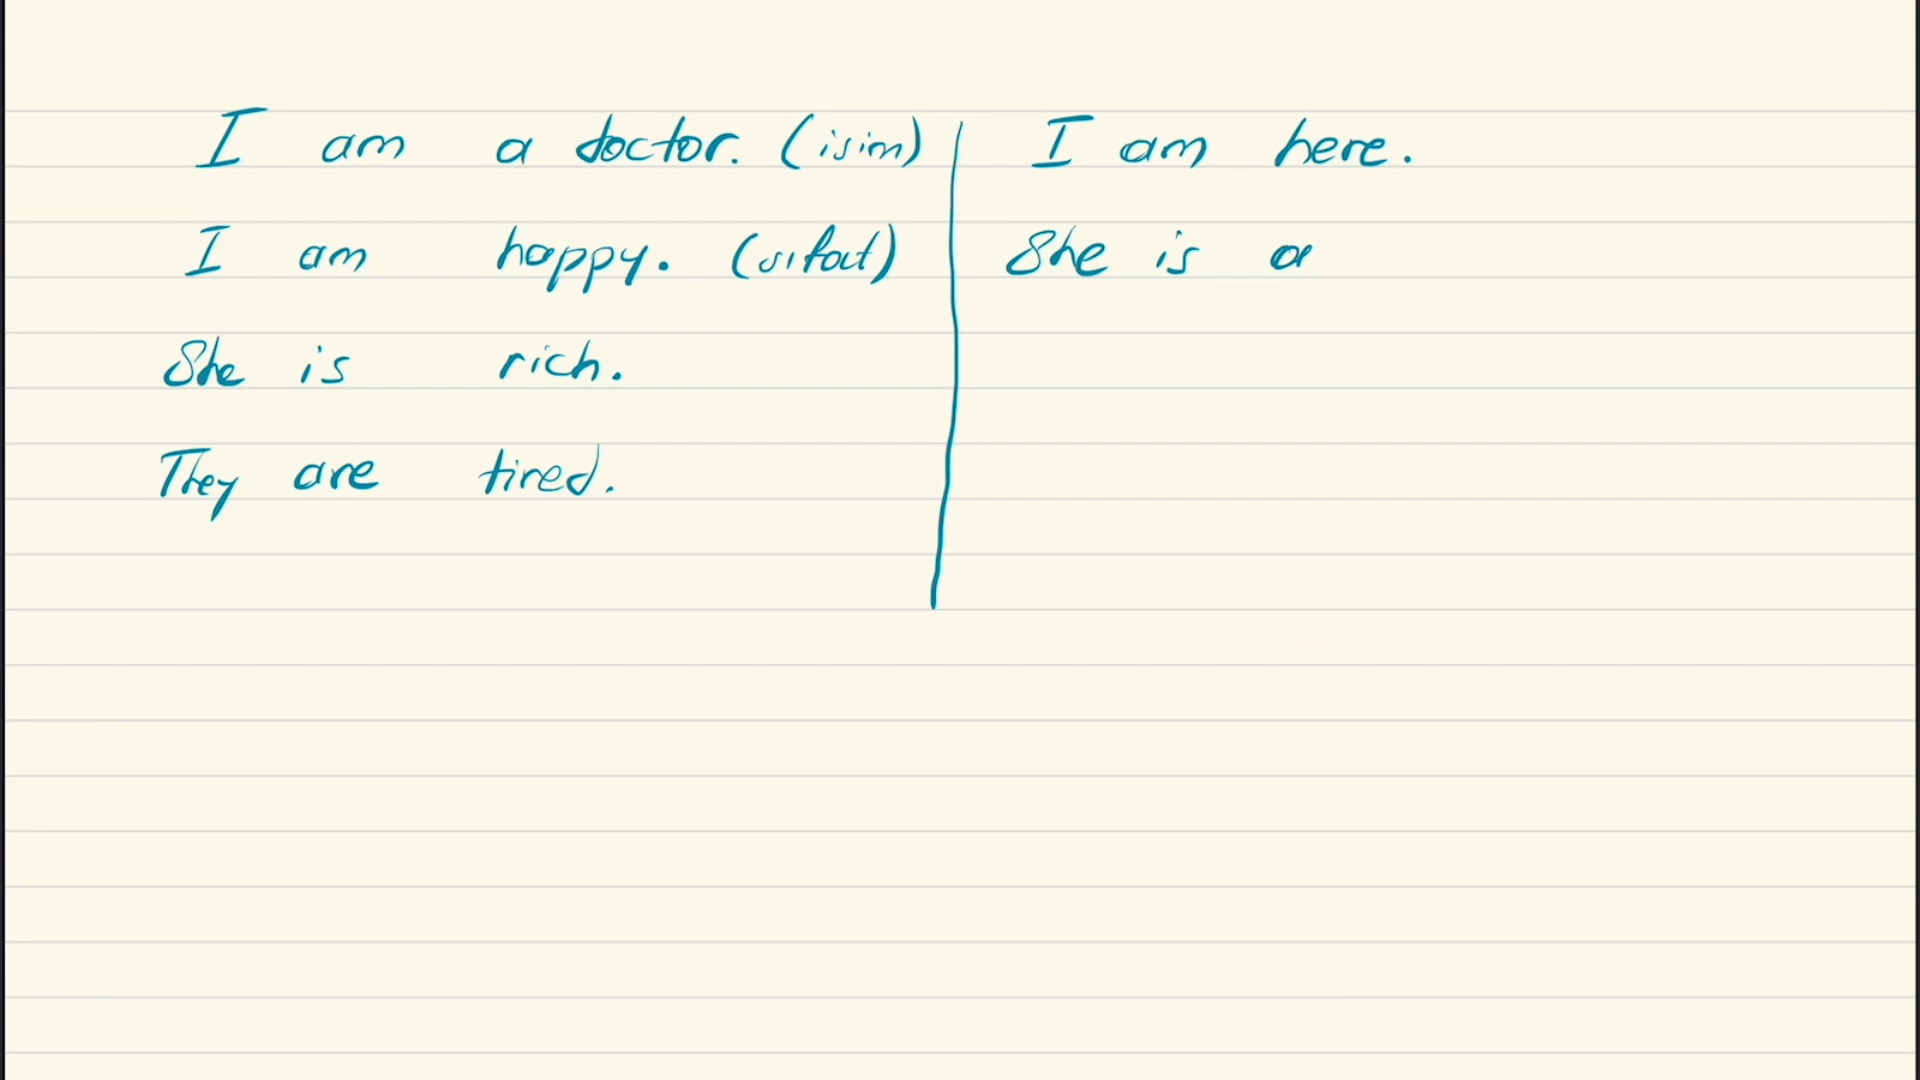 I am a doctor. (isim)
I am happy. (sıfat)
She is rich.
They are tired.
I am here.
She is a